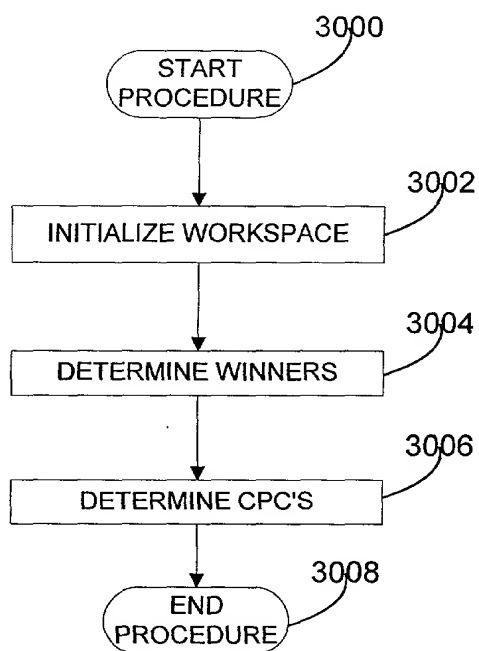 3000
START
PROCEDURE
3002
INITIALIZE WORKSPACE
3004
DETERMINE WINNERS
3006
DETERMINE CPC'S
3008
END
PROCEDURE